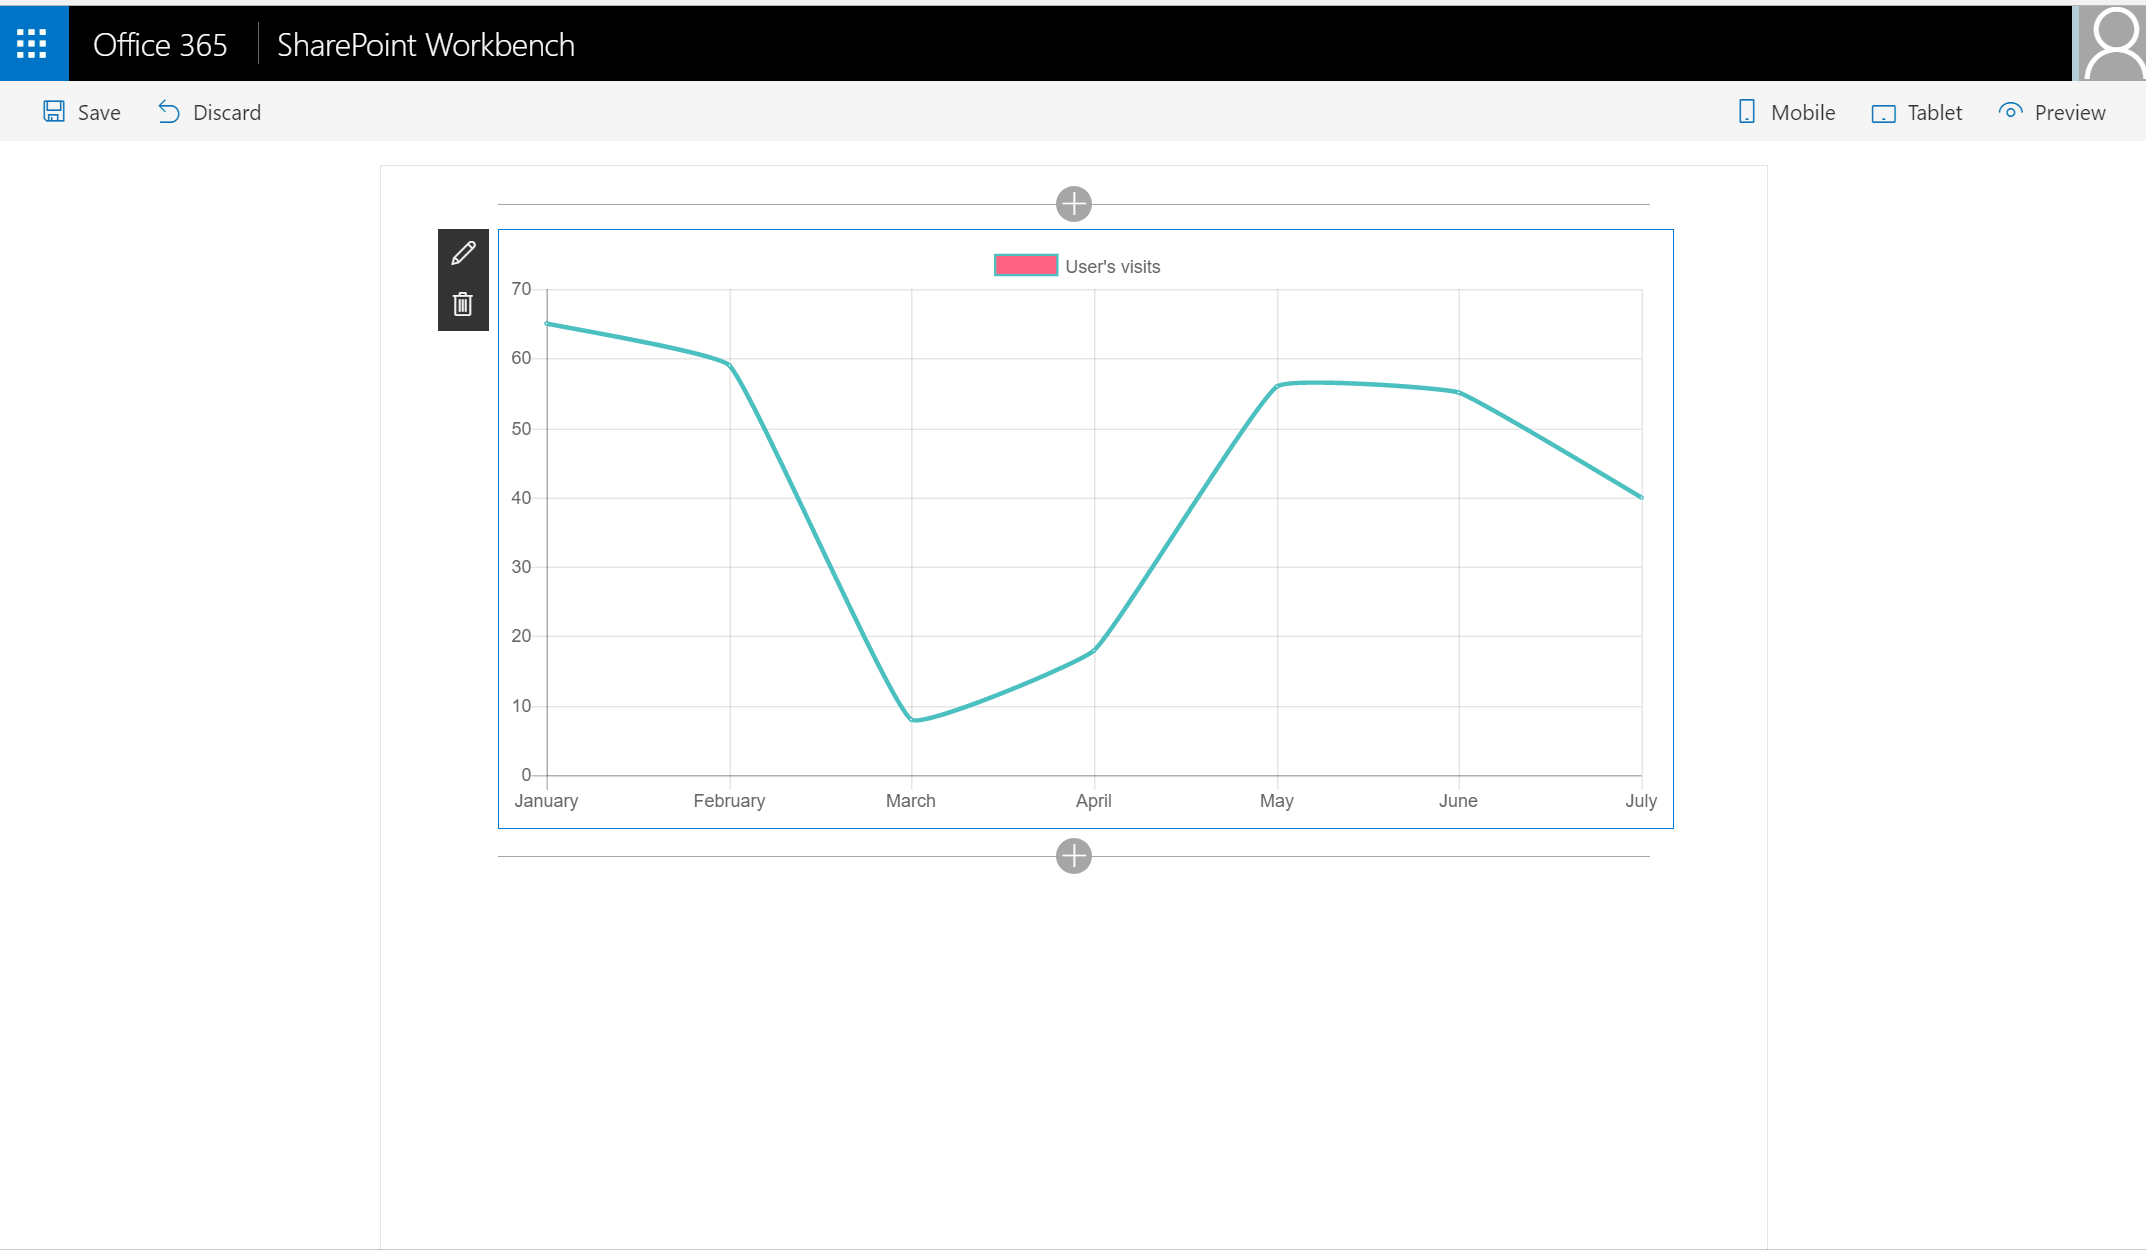 Office 365 SharePoint Workbench
Save Discard Mobile Tablet Preview
User's visits
70
60
50
40
30
20
10
0
January February March April May June July